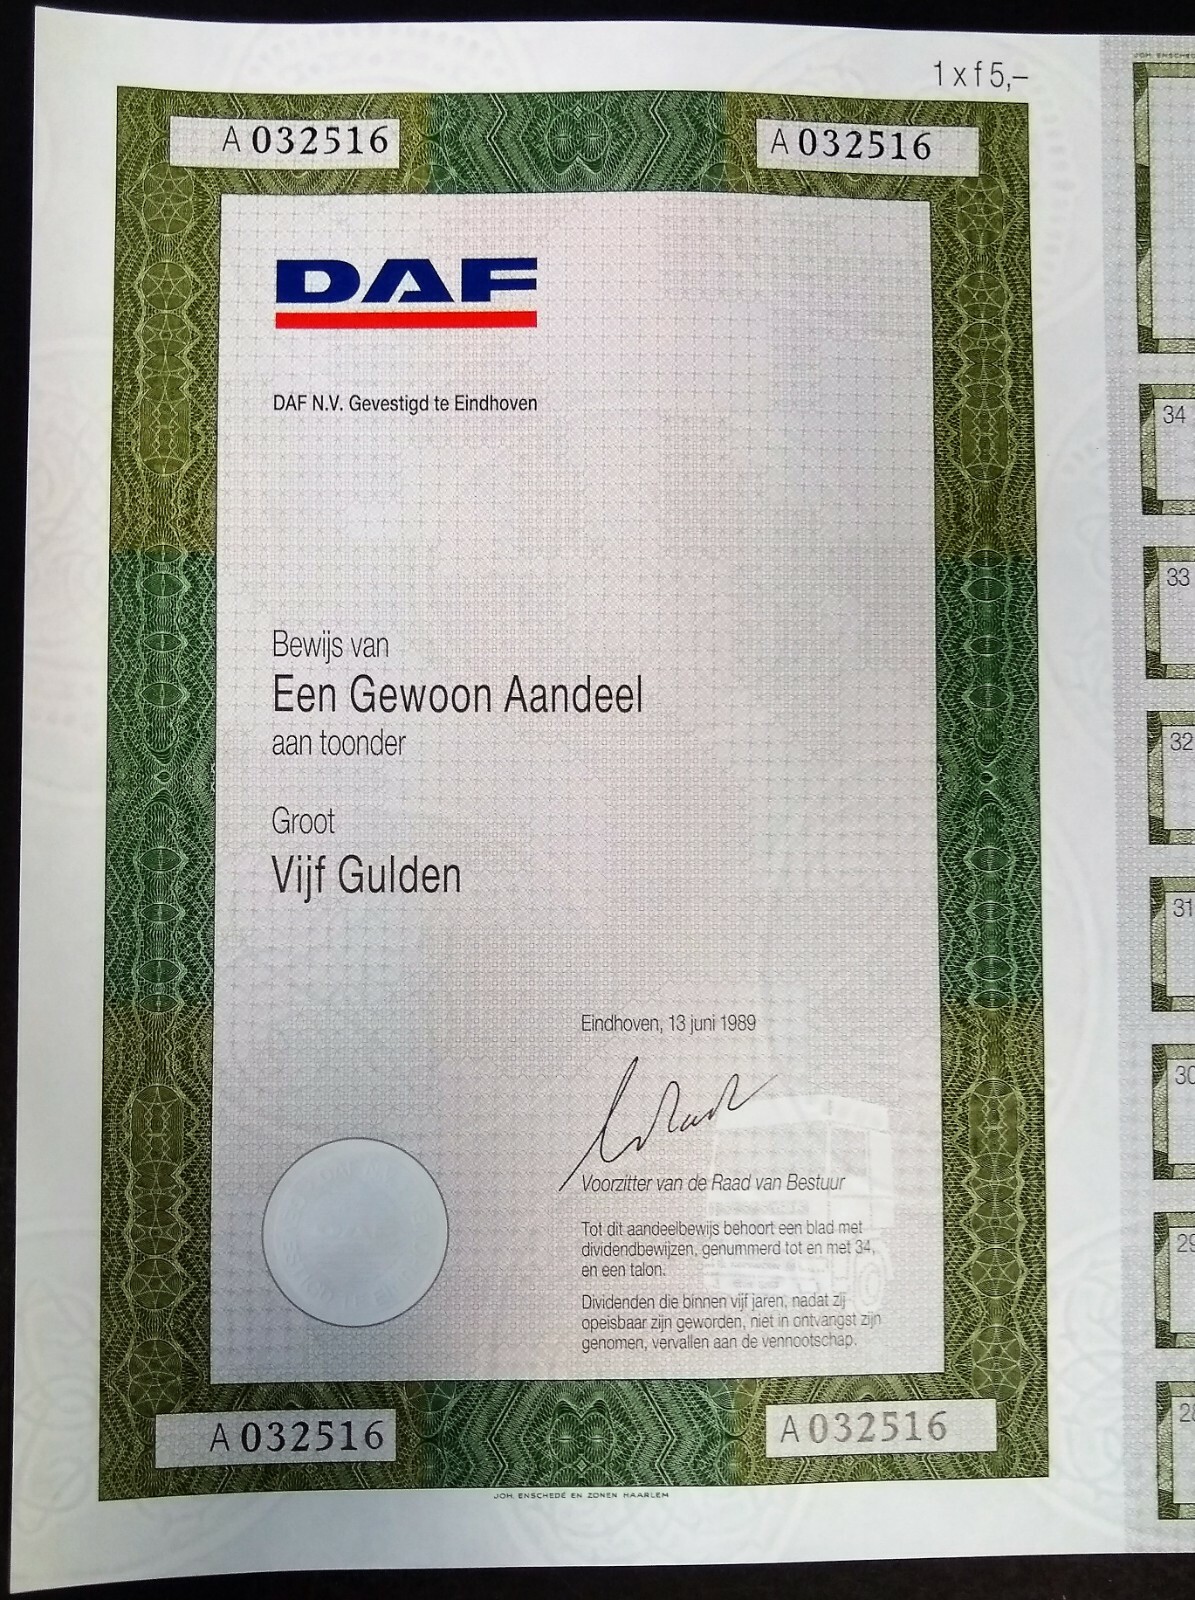 1 x f 5,–
JOH. ENSCHEDÉ
A 032516
A 032516
DAF
DAF N.V. Gevestigd te Eindhoven
Bewijs van
Een Gewoon Aandeel
aan toonder
Groot
Vijf Gulden
Eindhoven, 13 juni 1989
Voorzitter van de Raad van Bestuur
Tot dit aandeelbewijs behoort een blad met
dividendbewijzen, genummerd tot en met 34,
en een talon.
Dividenden die binnen vijf jaren, nadat zij
opeisbaar zijn geworden, niet in ontvangst zijn
genomen, vervallen aan de vennootschap.
A 032516
A 032516
JOH. ENSCHEDÉ EN ZONEN HAARLEM
34
33
32
31
30
29
28